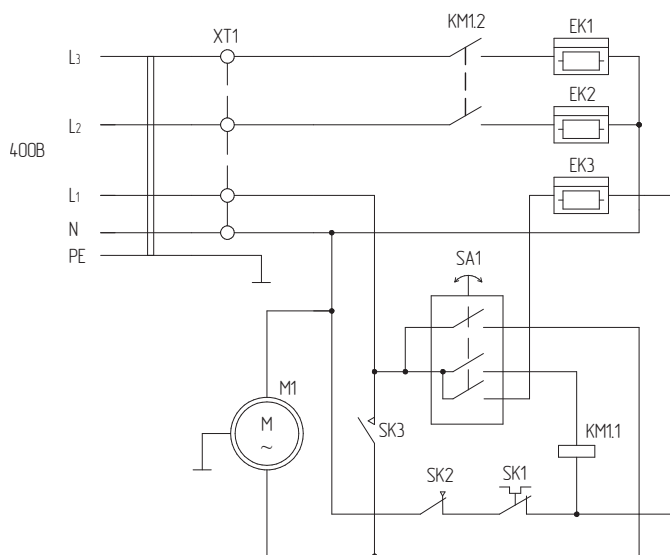 KM1.2
EK1
XT1
L3
EK2
L2
400В
EK3
L1
N
PE
SA1
M1
M
~
SK3
KM1.1
SK2
SK1